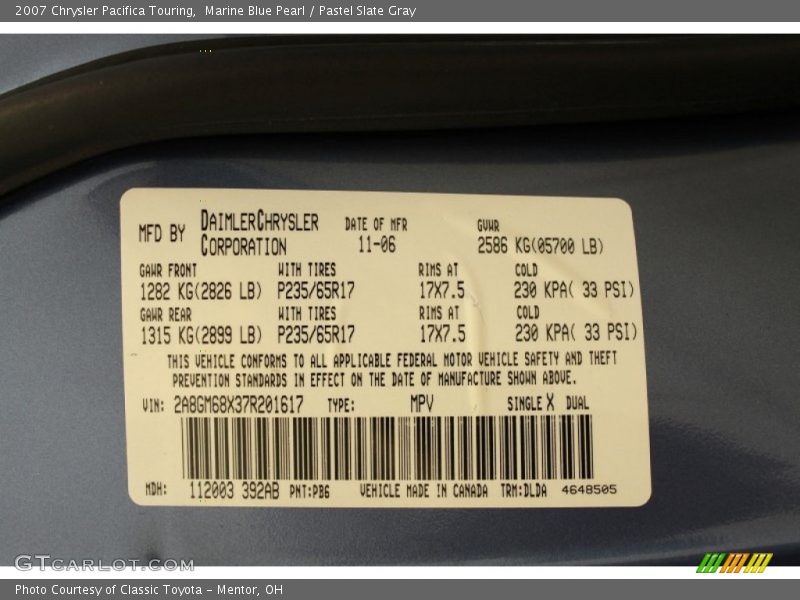 2007 Chrysler Pacifica Touring,  Marine Blue Pearl / Pastel Slate Gray
MFD BY DAIMLERCHRYSLER CORPORATION DATE OF MFR 11-06 GVWR 2586 KG(05700 LB)
GAWR FRONT WITH TIRES RIMS AT COLD
1282 KG(2826 LB) P235/65R17 17X7.5 230 KPA( 33 PSI)
GAWR REAR WITH TIRES RIMS AT COLD
1315 KG(2899 LB) P235/65R17 17X7.5 230 KPA( 33 PSI)
THIS VEHICLE CONFORMS TO ALL APPLICABLE FEDERAL MOTOR VEHICLE SAFETY AND THEFT
PREVENTION STANDARDS IN EFFECT ON THE DATE OF MANUFACTURE SHOWN ABOVE.
VIN: 2A8GM68X37R201617 TYPE: MPV SINGLE X DUAL
MDH: 112003 392AB PNT:PBG VEHICLE MADE IN CANADA TRM:DLDA 4648505
GTCARLOT.COM
Photo Courtesy of Classic Toyota - Mentor, OH